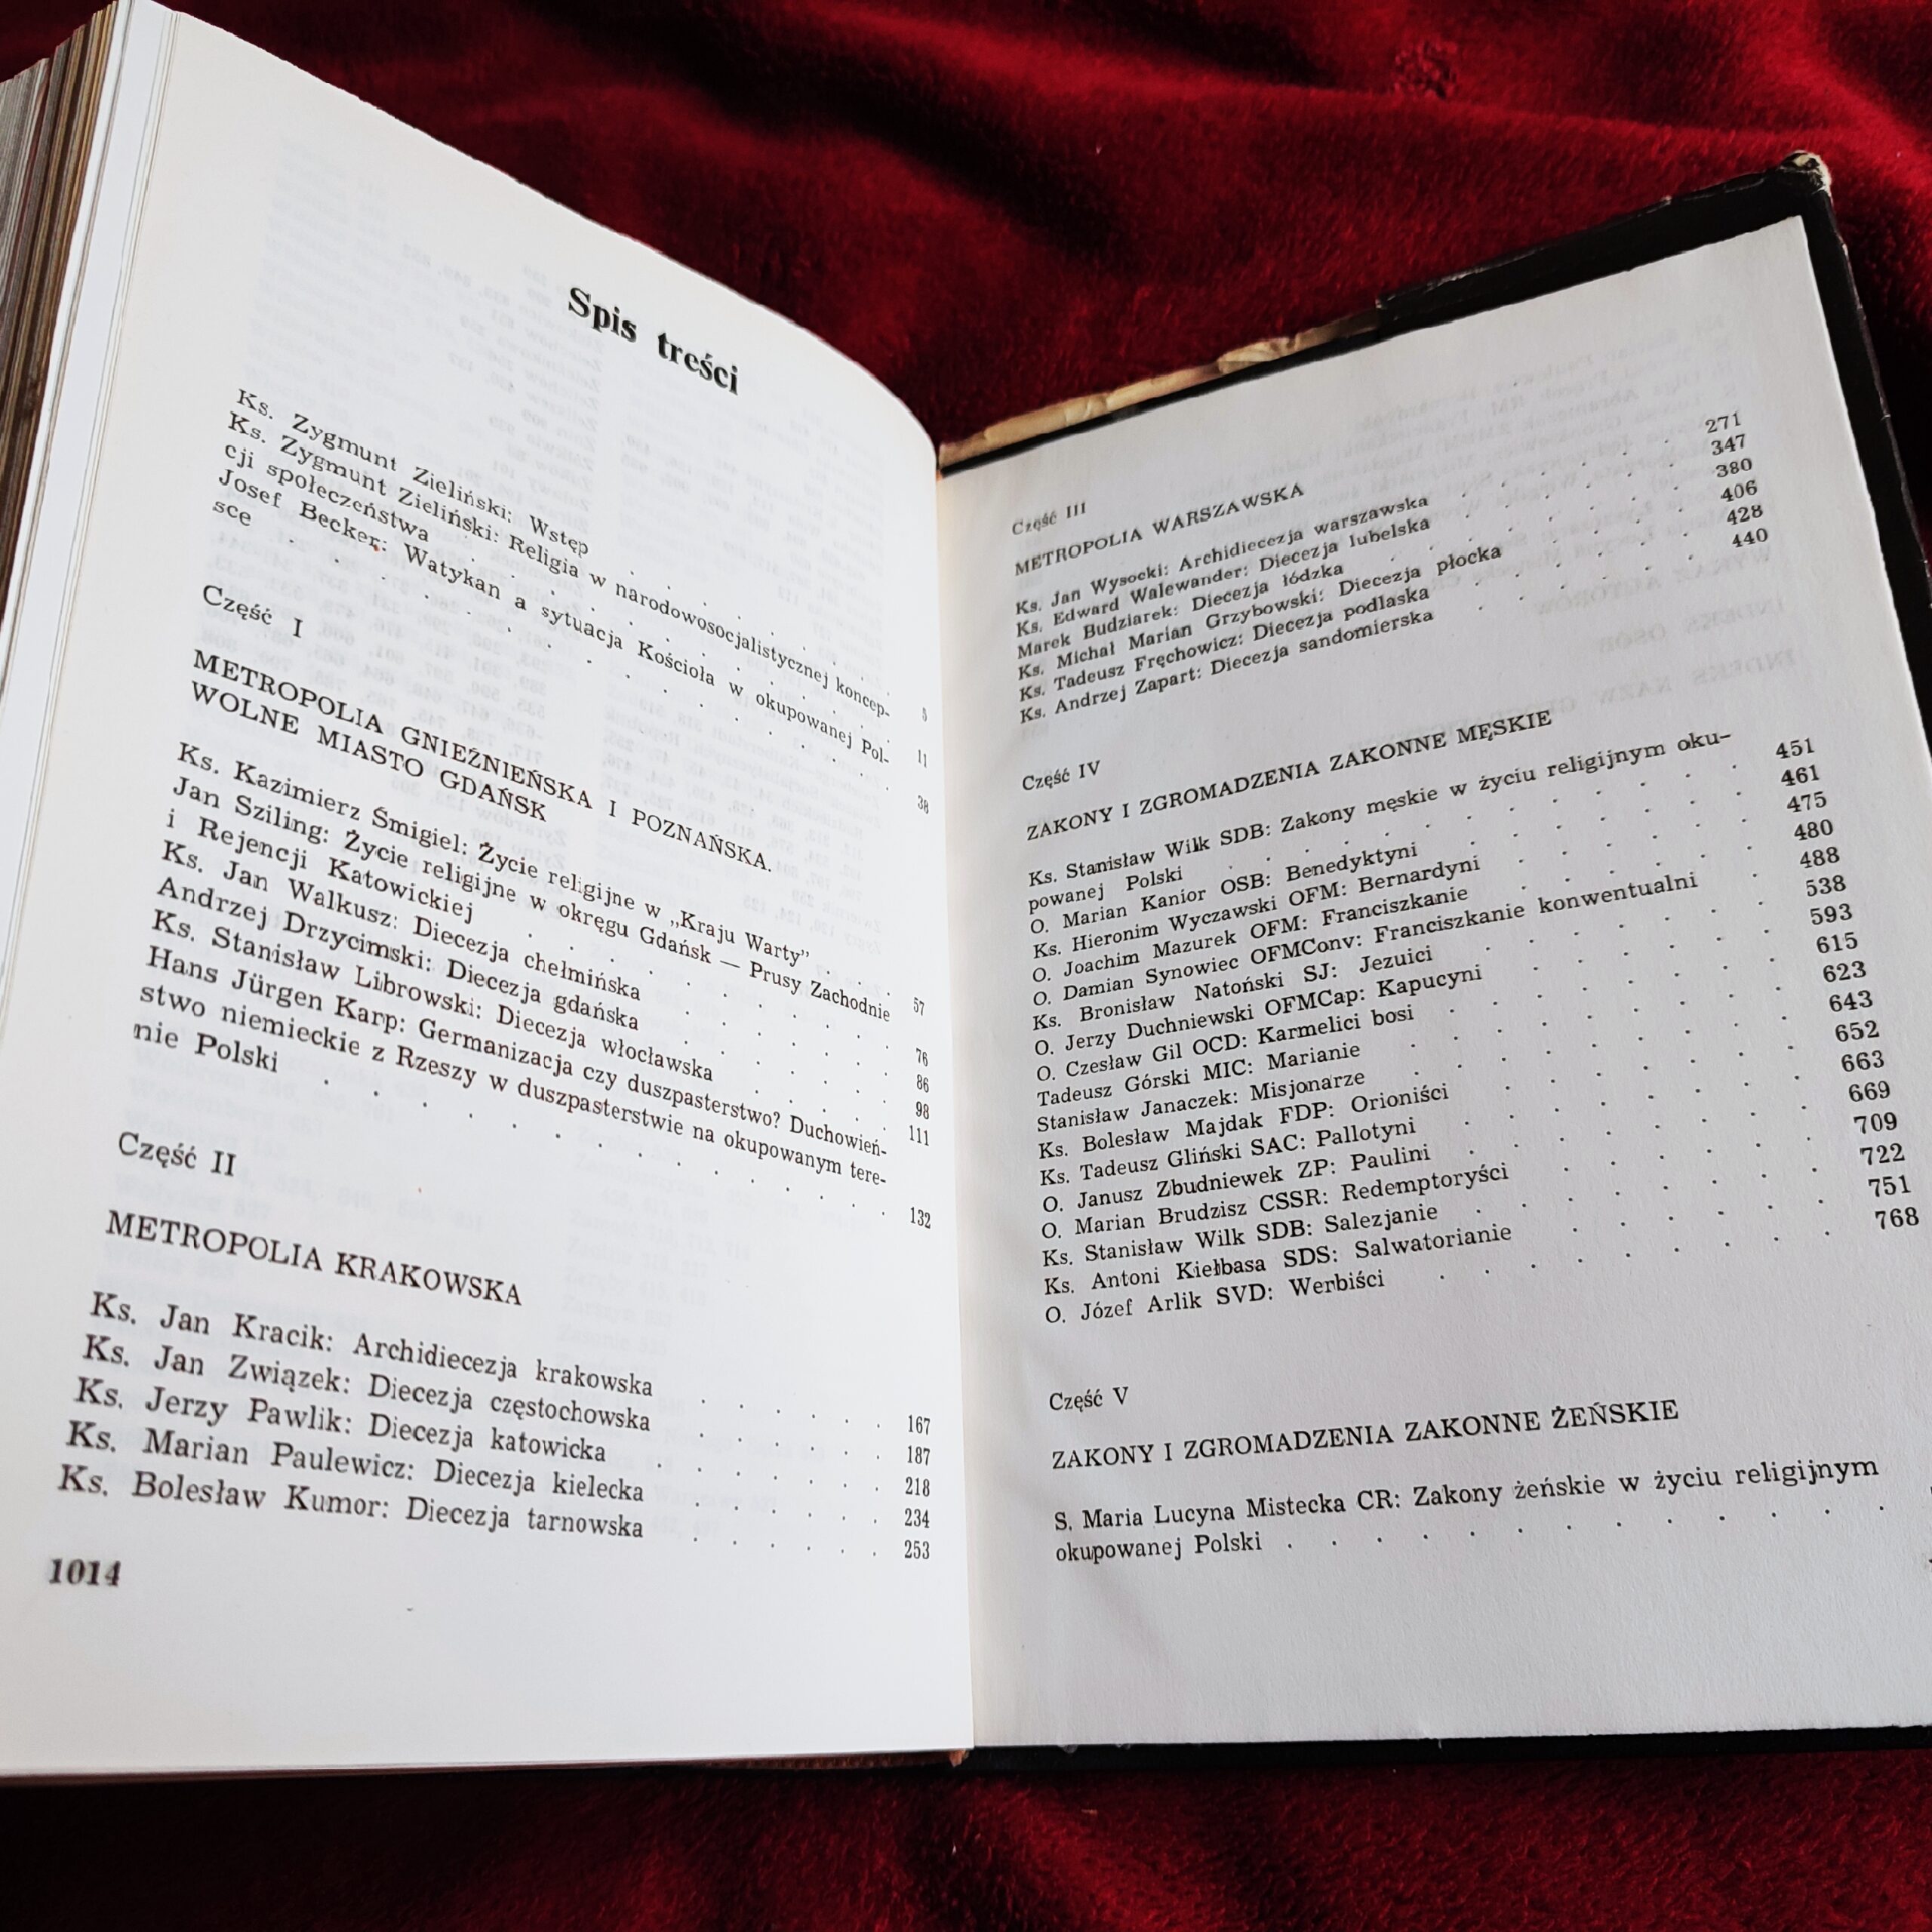 Spis treści
Ks. Zygmunt Zieliński: Wstęp . . . . . . . 5
Ks. Zygmunt Zieliński: Religia w narodowosocjalistycznej koncep-
cji społeczeństwa . . . . . . . . . . 11
Josef Becker: Watykan a sytuacja Kościoła w okupowanej Pol-
sce . . . . . . . . . . . . . 38
Część I
METROPOLIA GNIEŹNIEŃSKA I POZNAŃSKA.
WOLNE MIASTO GDAŃSK
Ks. Kazimierz Śmigiel: Życie religijne w „Kraju Warty” . . . 57
Jan Sziling: Życie religijne w okręgu Gdańsk — Prusy Zachodnie
i Rejencji Katowickiej . . . . . . . . . 76
Ks. Jan Walkusz: Diecezja chełmińska . . . . . . 86
Andrzej Drzycimski: Diecezja gdańska . . . . . . 98
Ks. Stanisław Librowski: Diecezja włocławska . . . . 111
Hans Jürgen Karp: Germanizacja czy duszpasterstwo? Duchowień-
stwo niemieckie z Rzeszy w duszpasterstwie na okupowanym tere-
nie Polski . . . . . . . . . . . . 132
Część II
METROPOLIA KRAKOWSKA
Ks. Jan Kracik: Archidiecezja krakowska . . . . . . 167
Ks. Jan Związek: Diecezja częstochowska . . . . . . 187
Ks. Jerzy Pawlik: Diecezja katowicka . . . . . . . 218
Ks. Marian Paulewicz: Diecezja kielecka . . . . . . 234
Ks. Bolesław Kumor: Diecezja tarnowska . . . . . . 253
1014
Część III
METROPOLIA WARSZAWSKA
Ks. Jan Wysocki: Archidiecezja warszawska . . . . . . 271
Ks. Edward Walewander: Diecezja lubelska . . . . . . 347
Marek Budziarek: Diecezja łódzka . . . . . . . 380
Ks. Michał Marian Grzybowski: Diecezja płocka . . . . 406
Ks. Tadeusz Fręchowicz: Diecezja podlaska . . . . . 428
Ks. Andrzej Zapart: Diecezja sandomierska . . . . . 440
Część IV
ZAKONY I ZGROMADZENIA ZAKONNE MĘSKIE
Ks. Stanisław Wilk SDB: Zakony męskie w życiu religijnym oku-
powanej Polski . . . . . . . . . . . . 451
O. Marian Kanior OSB: Benedyktyni . . . . . . . 461
Ks. Hieronim Wyczawski OFM: Bernardyni . . . . . . 475
O. Joachim Mazurek OFM: Franciszkanie . . . . . . 480
O. Damian Synowiec OFMConv: Franciszkanie konwentualni . 488
Ks. Bronisław Natoński SJ: Jezuici . . . . . . . 538
O. Jerzy Duchniewski OFMCap: Kapucyni . . . . . . 593
O. Czesław Gil OCD: Karmelici bosi . . . . . . . 615
Tadeusz Górski MIC: Marianie . . . . . . . . 623
Stanisław Janaczek: Misjonarze . . . . . . . . 643
Ks. Bolesław Majdak FDP: Orioniści . . . . . . . 652
Ks. Tadeusz Gliński SAC: Pallotyni . . . . . . . 663
O. Janusz Zbudniewek ZP: Paulini . . . . . . . 669
O. Marian Brudzisz CSSR: Redemptoryści . . . . . . 709
Ks. Stanisław Wilk SDB: Salezjanie . . . . . . . 722
Ks. Antoni Kiełbasa SDS: Salwatorianie . . . . . . 751
O. Józef Arlik SVD: Werbiści . . . . . . . . 768
Część V
ZAKONY I ZGROMADZENIA ZAKONNE ŻEŃSKIE
S. Maria Lucyna Mistecka CR: Zakony żeńskie w życiu religijnym
okupowanej Polski . . . . . . . . . . .